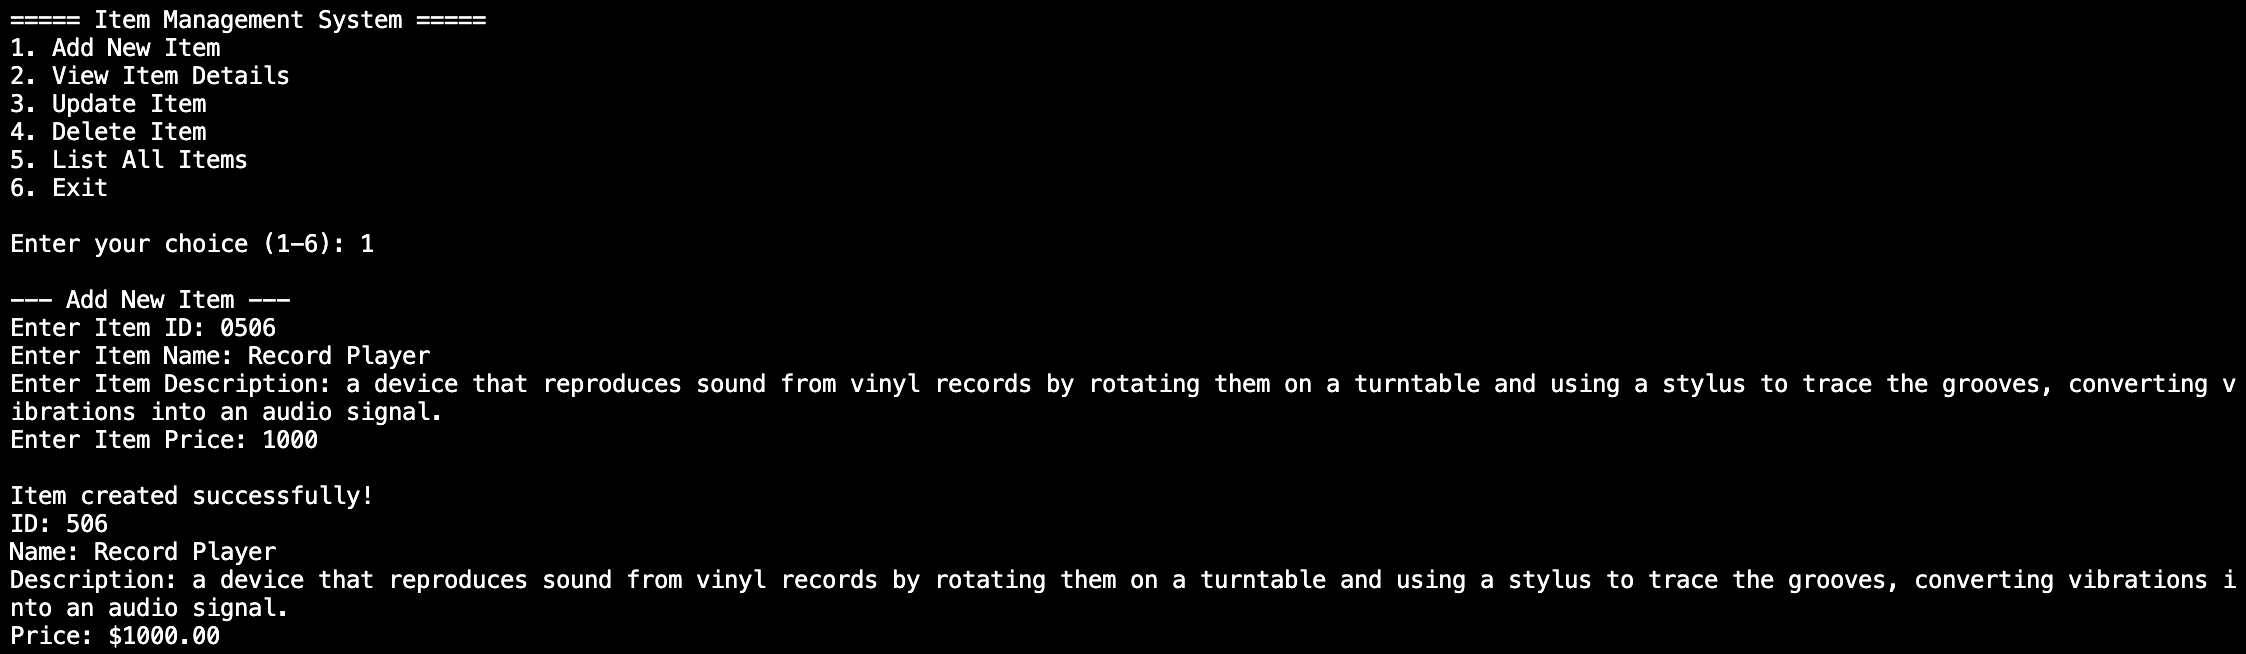 ===== Item Management System =====
1. Add New Item
2. View Item Details
3. Update Item
4. Delete Item
5. List All Items
6. Exit
Enter your choice (1-6): 1
--- Add New Item ---
Enter Item ID: 0506
Enter Item Name: Record Player
Enter Item Description: a device that reproduces sound from vinyl records by rotating them on a turntable and using a stylus to trace the grooves, converting v
ibrations into an audio signal.
Enter Item Price: 1000
Item created successfully!
ID: 506
Name: Record Player
Description: a device that reproduces sound from vinyl records by rotating them on a turntable and using a stylus to trace the grooves, converting vibrations i
nto an audio signal.
Price: $1000.00